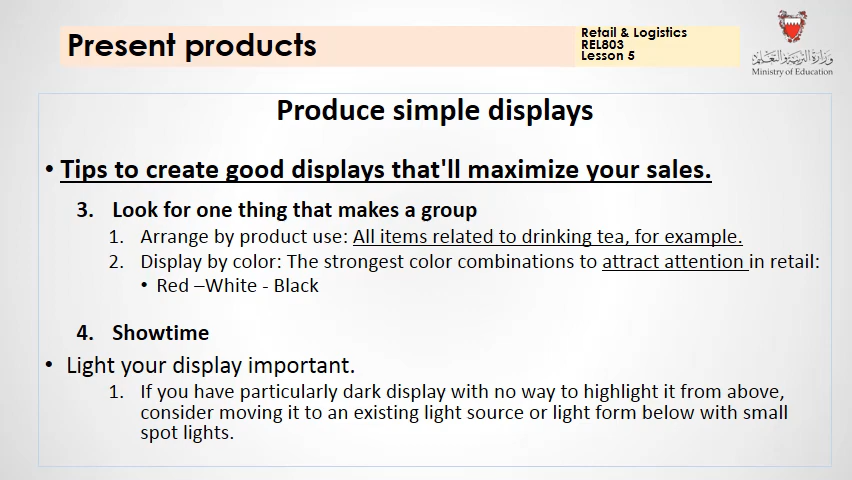 Present products
Retail & Logistics
REL803
Lesson 5
وزارة التربية والتعليم
Ministry of Education
Produce simple displays
• Tips to create good displays that'll maximize your sales.
3. Look for one thing that makes a group
1. Arrange by product use: All items related to drinking tea, for example.
2. Display by color: The strongest color combinations to attract attention in retail:
• Red –White - Black
4. Showtime
• Light your display important.
1. If you have particularly dark display with no way to highlight it from above,
consider moving it to an existing light source or light form below with small
spot lights.